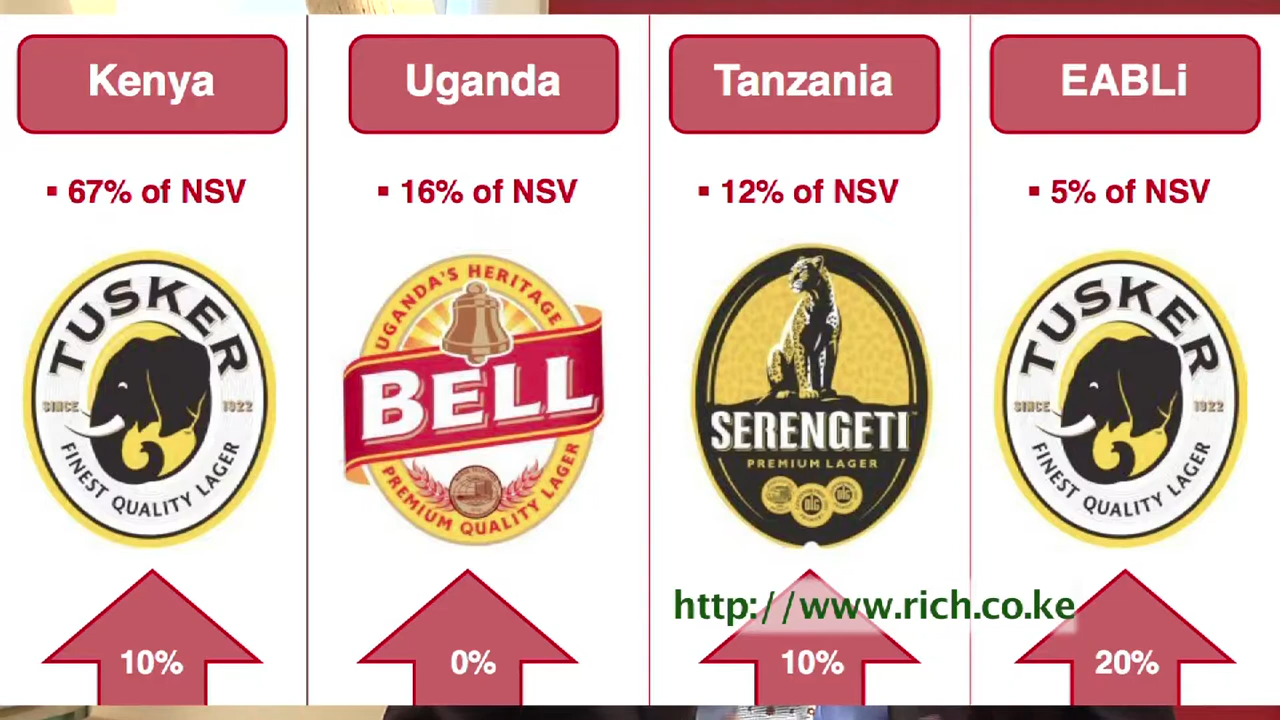 Kenya
Uganda
Tanzania
EABLi
▪ 67% of NSV
▪ 16% of NSV
▪ 12% of NSV
▪ 5% of NSV
TUSKER
SINCE 1922
FINEST QUALITY LAGER
UGANDA'S HERITAGE
BELL
PREMIUM QUALITY LAGER
SERENGETI
PREMIUM LAGER
TUSKER
SINCE 1922
FINEST QUALITY LAGER
http://www.rich.co.ke
10%
0%
10%
20%